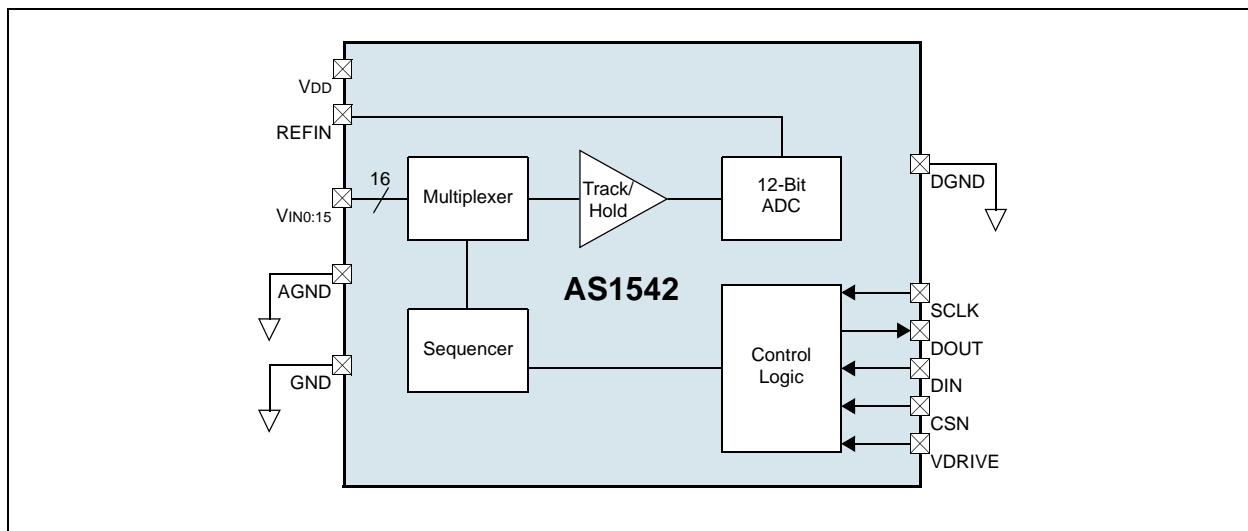 VDD
REFIN
16
VIN0:15
Multiplexer
Track/
Hold
12-Bit
ADC
DGND
AGND
AS1542
GND
Sequencer
Control
Logic
SCLK
DOUT
DIN
CSN
VDRIVE